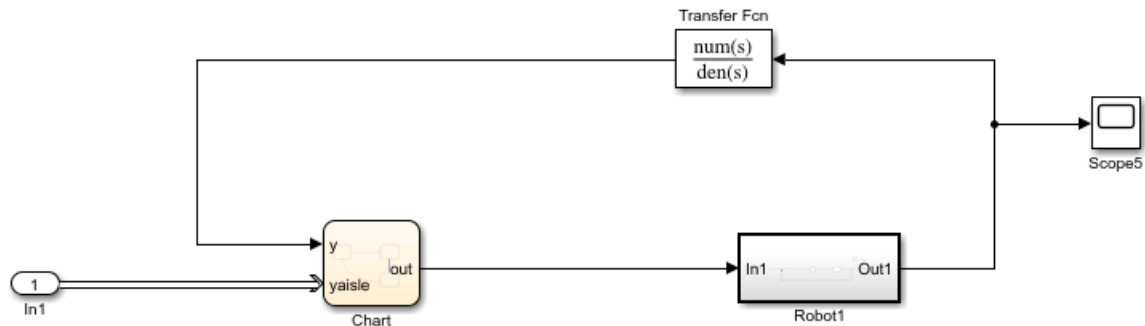 Transfer Fcn
num(s)
den(s)
Scope5
y
out
yaisle
Chart
1
In1
In1
Out1
Robot1